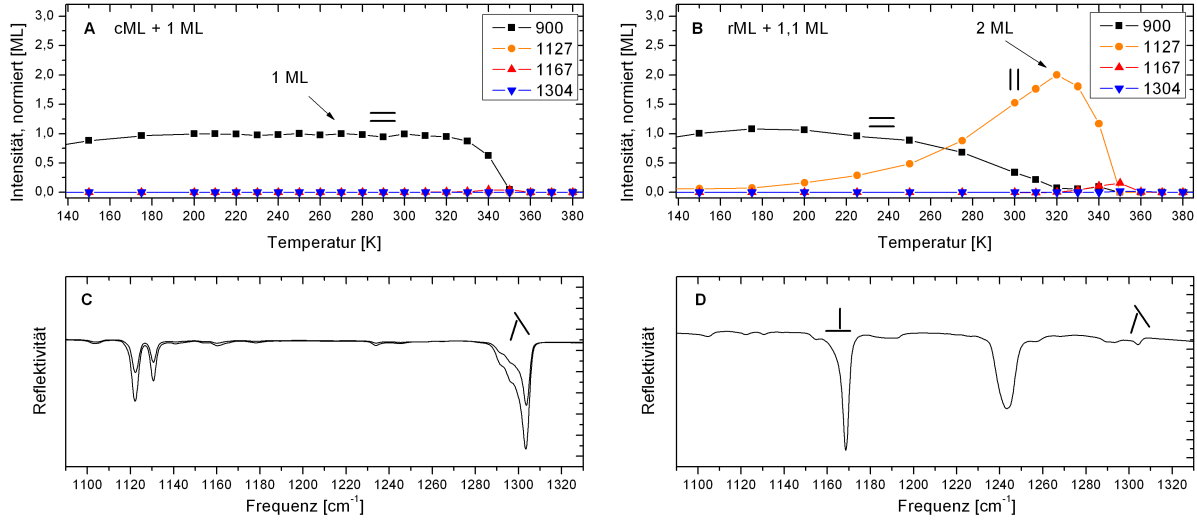 A cML + 1 ML
900
1127
1167
1304
1 ML
Intensität, normiert [ML]
3,0
2,5
2,0
1,5
1,0
0,5
0,0
140 160 180 200 220 240 260 280 300 320 340 360 380
Temperatur [K]
B rML + 1,1 ML
900
1127
1167
1304
2 ML
Intensität, normiert [ML]
3,0
2,5
2,0
1,5
1,0
0,5
0,0
140 160 180 200 220 240 260 280 300 320 340 360 380
Temperatur [K]
C
Reflektivität
1100 1120 1140 1160 1180 1200 1220 1240 1260 1280 1300 1320
Frequenz [cm⁻¹]
D
Reflektivität
1100 1120 1140 1160 1180 1200 1220 1240 1260 1280 1300 1320
Frequenz [cm⁻¹]